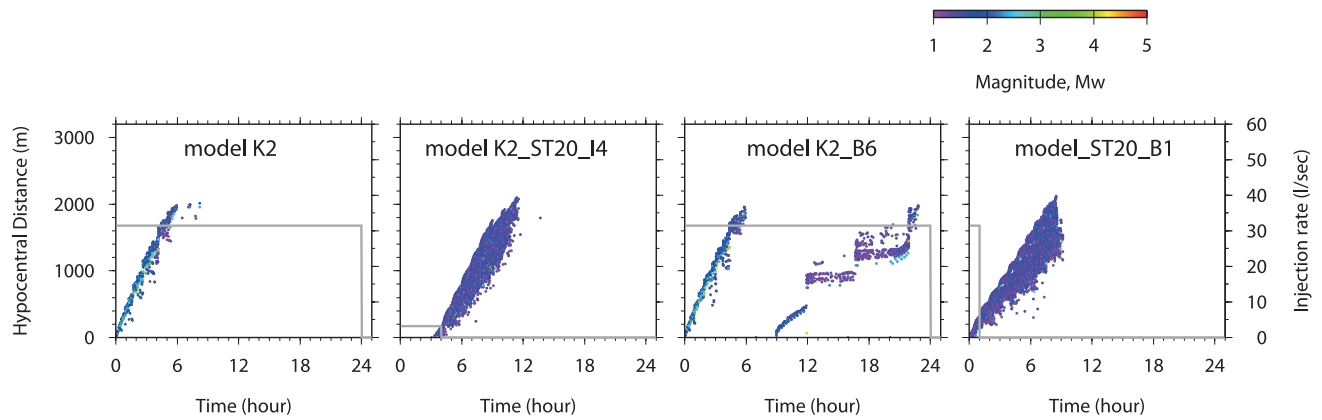 1 2 3 4 5
Magnitude, Mw
model K2
model K2_ST20_I4
model K2_B6
model_ST20_B1
Hypocentral Distance (m)
3000
2000
1000
0
60
50
40
30
20
10
0
Injection rate (l/sec)
0 6 12 18 24
0 6 12 18 24
0 6 12 18 24
0 6 12 18 24
Time (hour)
Time (hour)
Time (hour)
Time (hour)